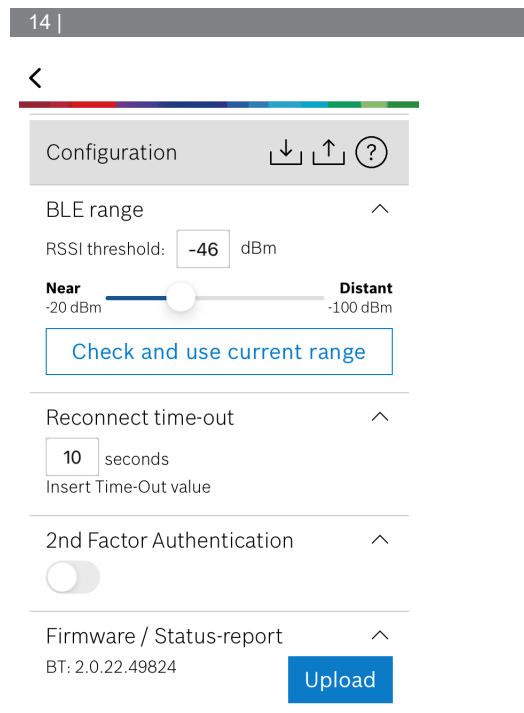 14 |
Configuration ?
BLE range
RSSI threshold: -46 dBm
Near Distant
-20 dBm -100 dBm
Check and use current range
Reconnect time-out
10 seconds
Insert Time-Out value
2nd Factor Authentication
Firmware / Status-report
BT: 2.0.22.49824
Upload